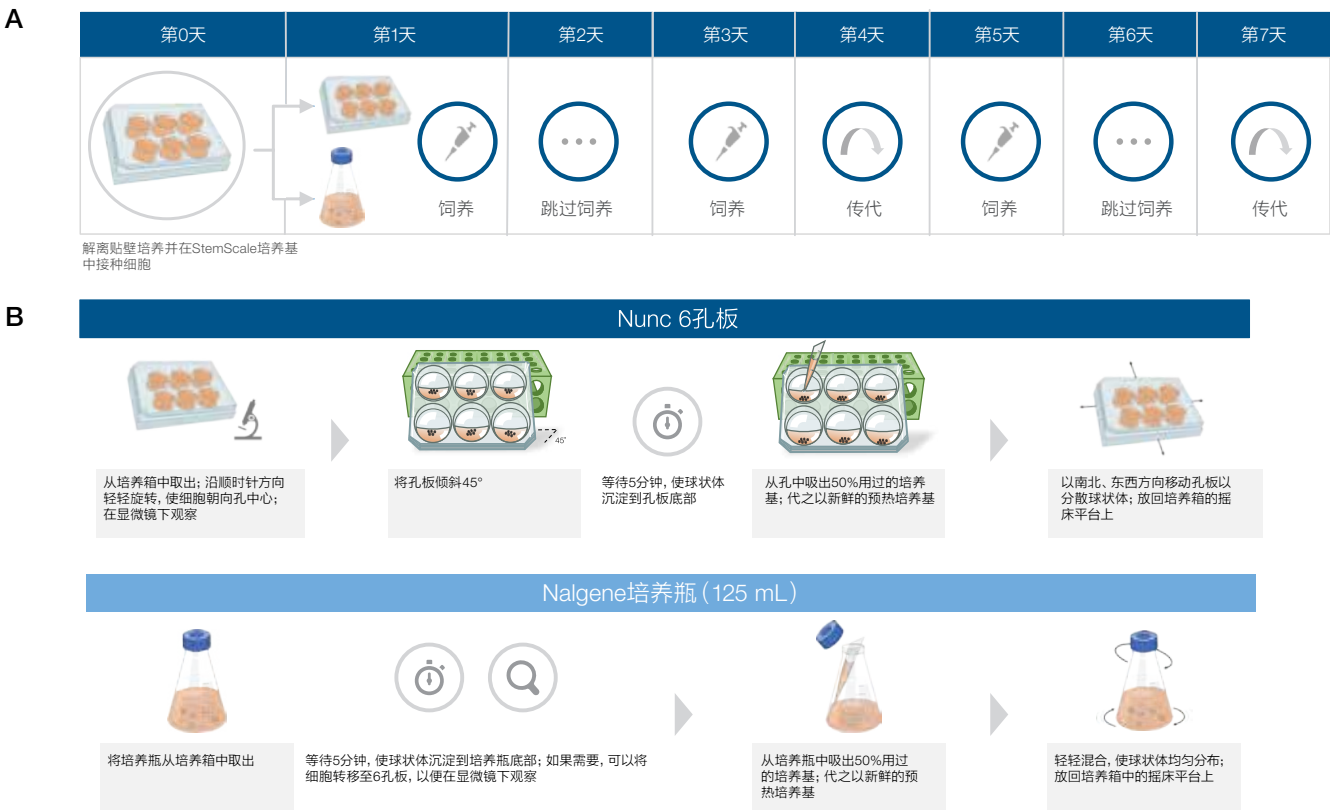 A
第0天 第1天 第2天 第3天 第4天 第5天 第6天 第7天
饲养 跳过饲养 饲养 传代 饲养 跳过饲养 传代
解离贴壁培养并在StemScale培养基
中接种细胞
B
Nunc 6孔板
45°
从培养箱中取出；沿顺时针方向
轻轻旋转，使细胞朝向孔中心；
在显微镜下观察
将孔板倾斜45°
等待5分钟，使球状体
沉淀到孔板底部
从孔中吸出50%用过的培养
基；代之以新鲜的预热培养基
以南北、东西方向移动孔板以
分散球状体；放回培养箱的摇
床平台上
Nalgene培养瓶（125 mL）
将培养瓶从培养箱中取出
等待5分钟，使球状体沉淀到培养瓶底部；如果需要，可以将
细胞转移至6孔板，以便在显微镜下观察
从培养瓶中吸出50%用过
的培养基；代之以新鲜的预
热培养基
轻轻混合，使球状体均匀分布；
放回培养箱中的摇床平台上